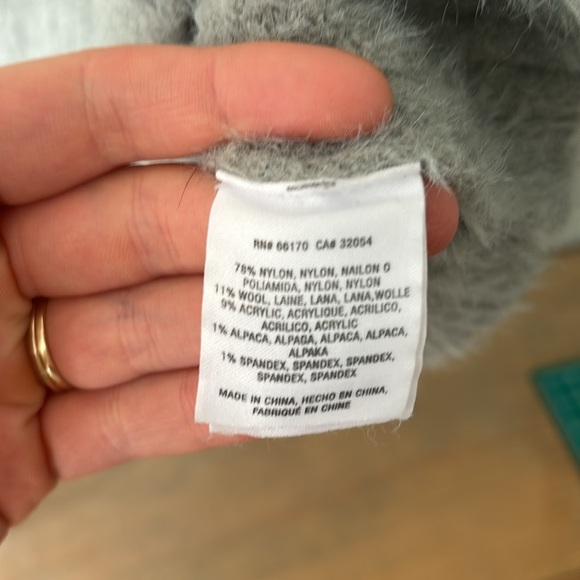 RN# 66170 CA# 32054
78% NYLON, NYLON, NAILON O
POLIAMIDA, NYLON, NYLON
11% WOOL, LAINE, LANA, LANA,WOLLE
9% ACRYLIC, ACRYLIQUE, ACRILICO,
ACRILICO, ACRYLIC
1% ALPACA, ALPAGA, ALPACA, ALPACA,
ALPAKA
1% SPANDEX, SPANDEX, SPANDEX,
SPANDEX, SPANDEX
MADE IN CHINA, HECHO EN CHINA,
FABRIQUÉ EN CHINE